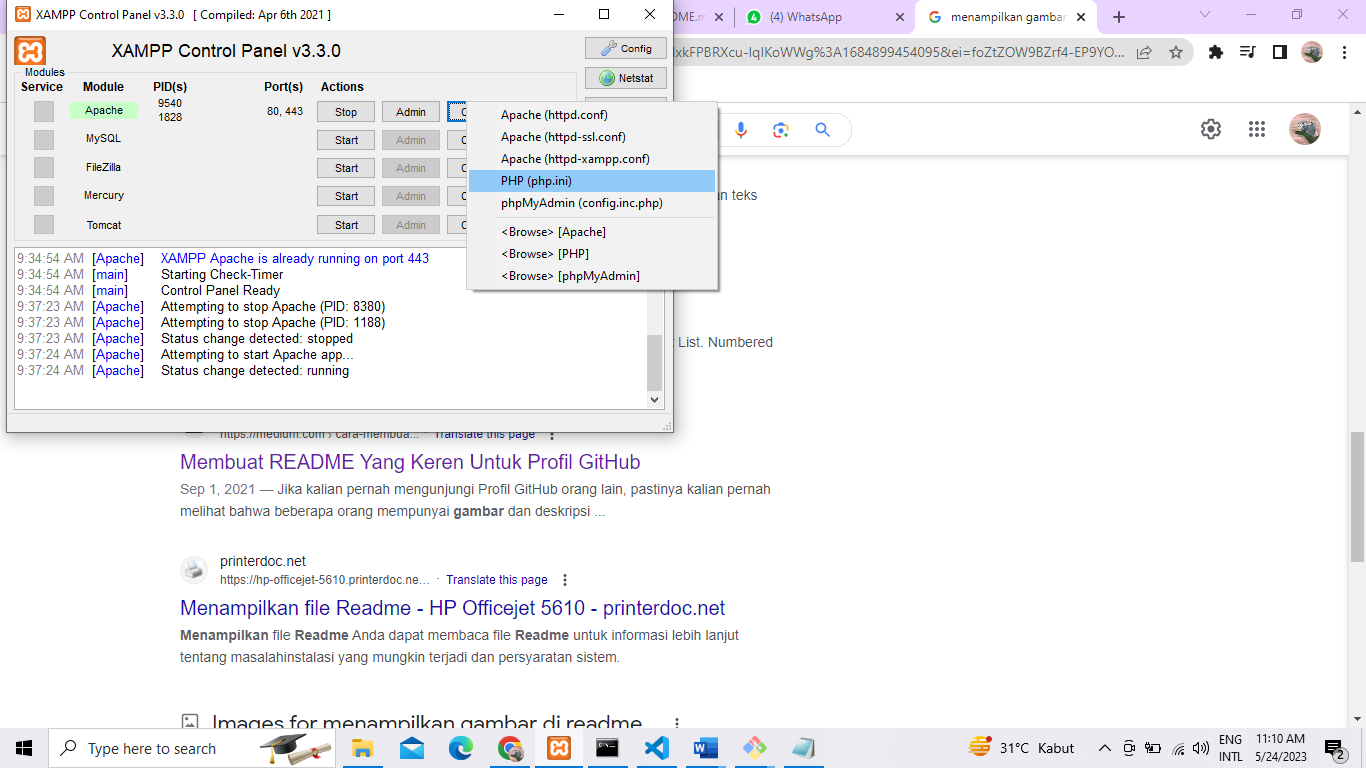 XAMPP Control Panel v3.3.0 [ Compiled: Apr 6th 2021 ]
XAMPP Control Panel v3.3.0
Config
Netstat
Modules
Service Module PID(s) Port(s) Actions
Apache 9540 1828 80, 443 Stop Admin
MySQL Start Admin
FileZilla Start Admin
Mercury Start Admin
Tomcat Start Admin
Apache (httpd.conf)
Apache (httpd-ssl.conf)
Apache (httpd-xampp.conf)
PHP (php.ini)
phpMyAdmin (config.inc.php)
<Browse> [Apache]
<Browse> [PHP]
<Browse> [phpMyAdmin]
9:34:54 AM [Apache] XAMPP Apache is already running on port 443
9:34:54 AM [main] Starting Check-Timer
9:34:54 AM [main] Control Panel Ready
9:37:23 AM [Apache] Attempting to stop Apache (PID: 8380)
9:37:23 AM [Apache] Attempting to stop Apache (PID: 1188)
9:37:23 AM [Apache] Status change detected: stopped
9:37:24 AM [Apache] Attempting to start Apache app...
9:37:24 AM [Apache] Status change detected: running
(4) WhatsApp
menampilkan gambar
teks
List. Numbered
https://medium.com › cara-membua... · Translate this page
Membuat README Yang Keren Untuk Profil GitHub
Sep 1, 2021 — Jika kalian pernah mengunjungi Profil GitHub orang lain, pastinya kalian pernah
melihat bahwa beberapa orang mempunyai gambar dan deskripsi ...
printerdoc.net
https://hp-officejet-5610.printerdoc.ne... · Translate this page
Menampilkan file Readme - HP Officejet 5610 - printerdoc.net
Menampilkan file Readme Anda dapat membaca file Readme untuk informasi lebih lanjut
tentang masalahinstalasi yang mungkin terjadi dan persyaratan sistem.
Images for menampilkan gambar di readme
Type here to search
31°C Kabut
ENG
INTL
11:10 AM
5/24/2023
2